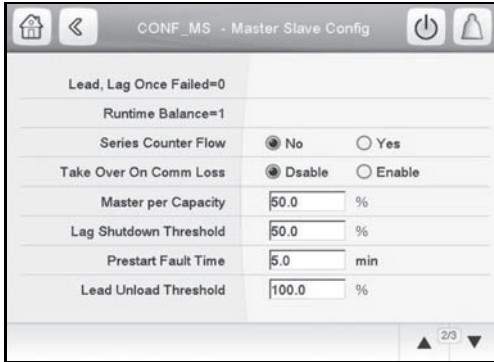 CONF_MS - Master Slave Config
Lead, Lag Once Failed=0
Runtime Balance=1
Series Counter Flow No Yes
Take Over On Comm Loss Dsable Enable
Master per Capacity 50.0 %
Lag Shutdown Threshold 50.0 %
Prestart Fault Time 5.0 min
Lead Unload Threshold 100.0 %
2/3